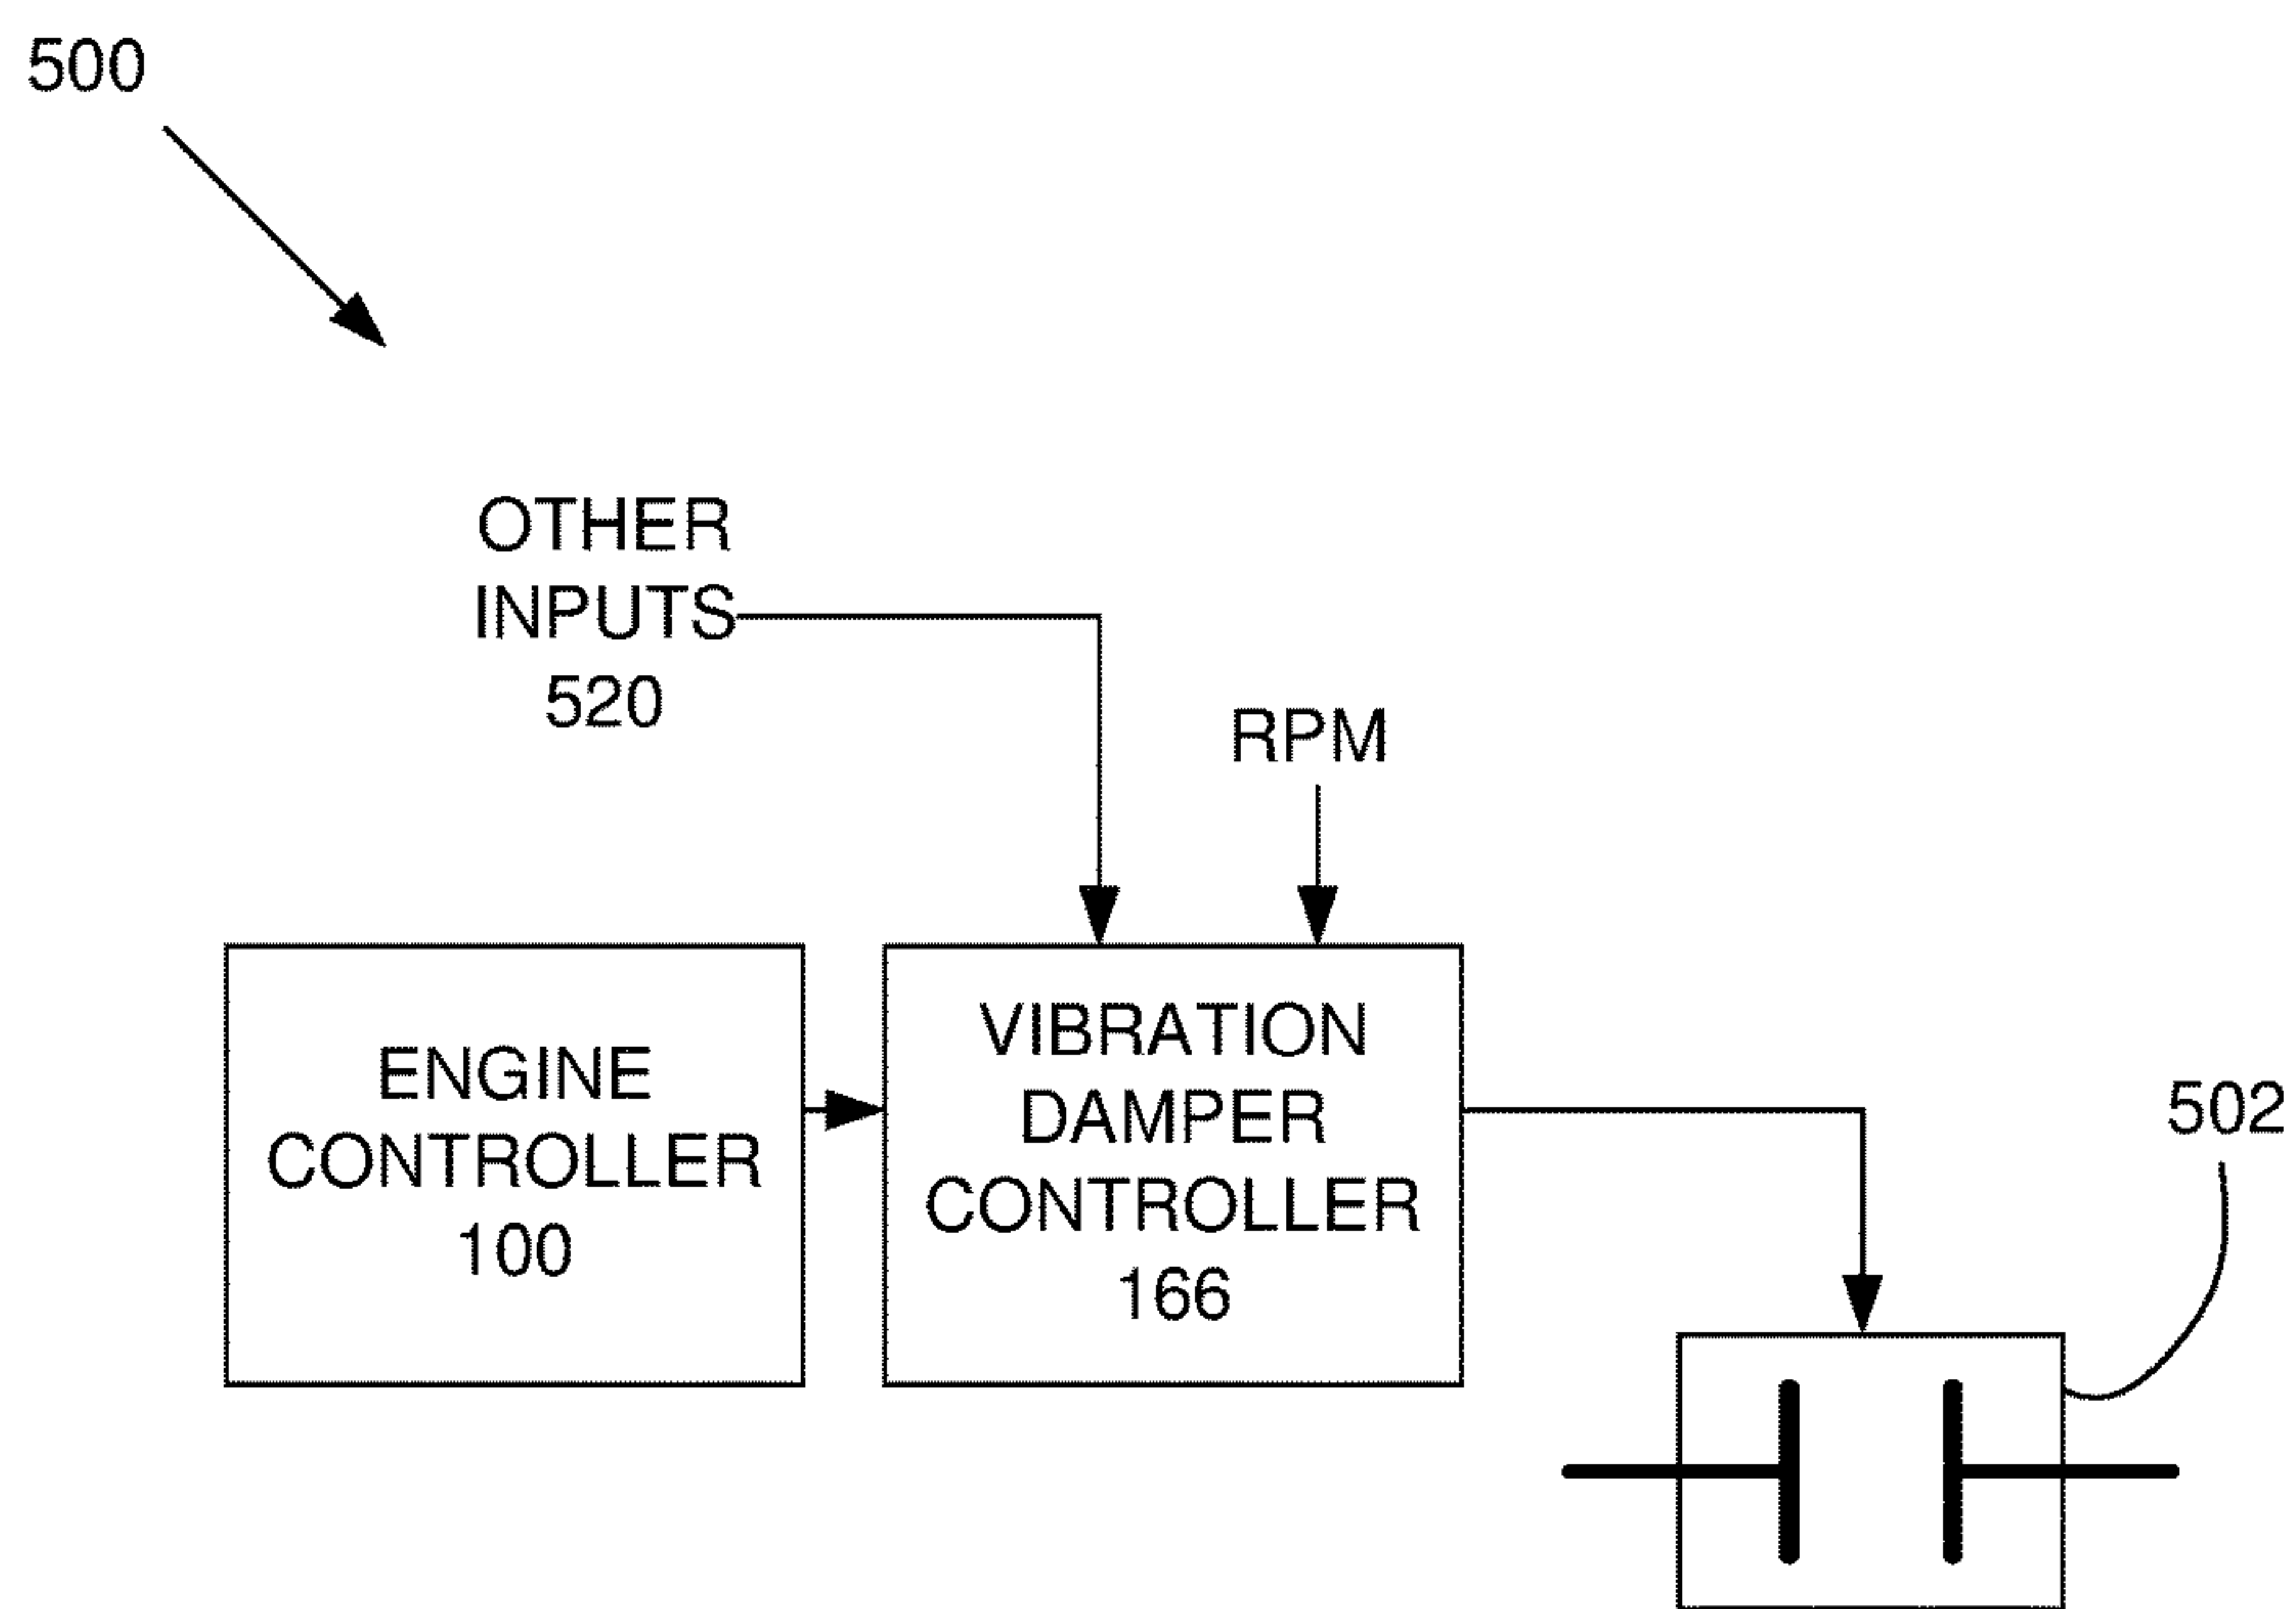 500
OTHER
INPUTS
520
RPM
ENGINE
CONTROLLER
100
VIBRATION
DAMPER
CONTROLLER
166
502